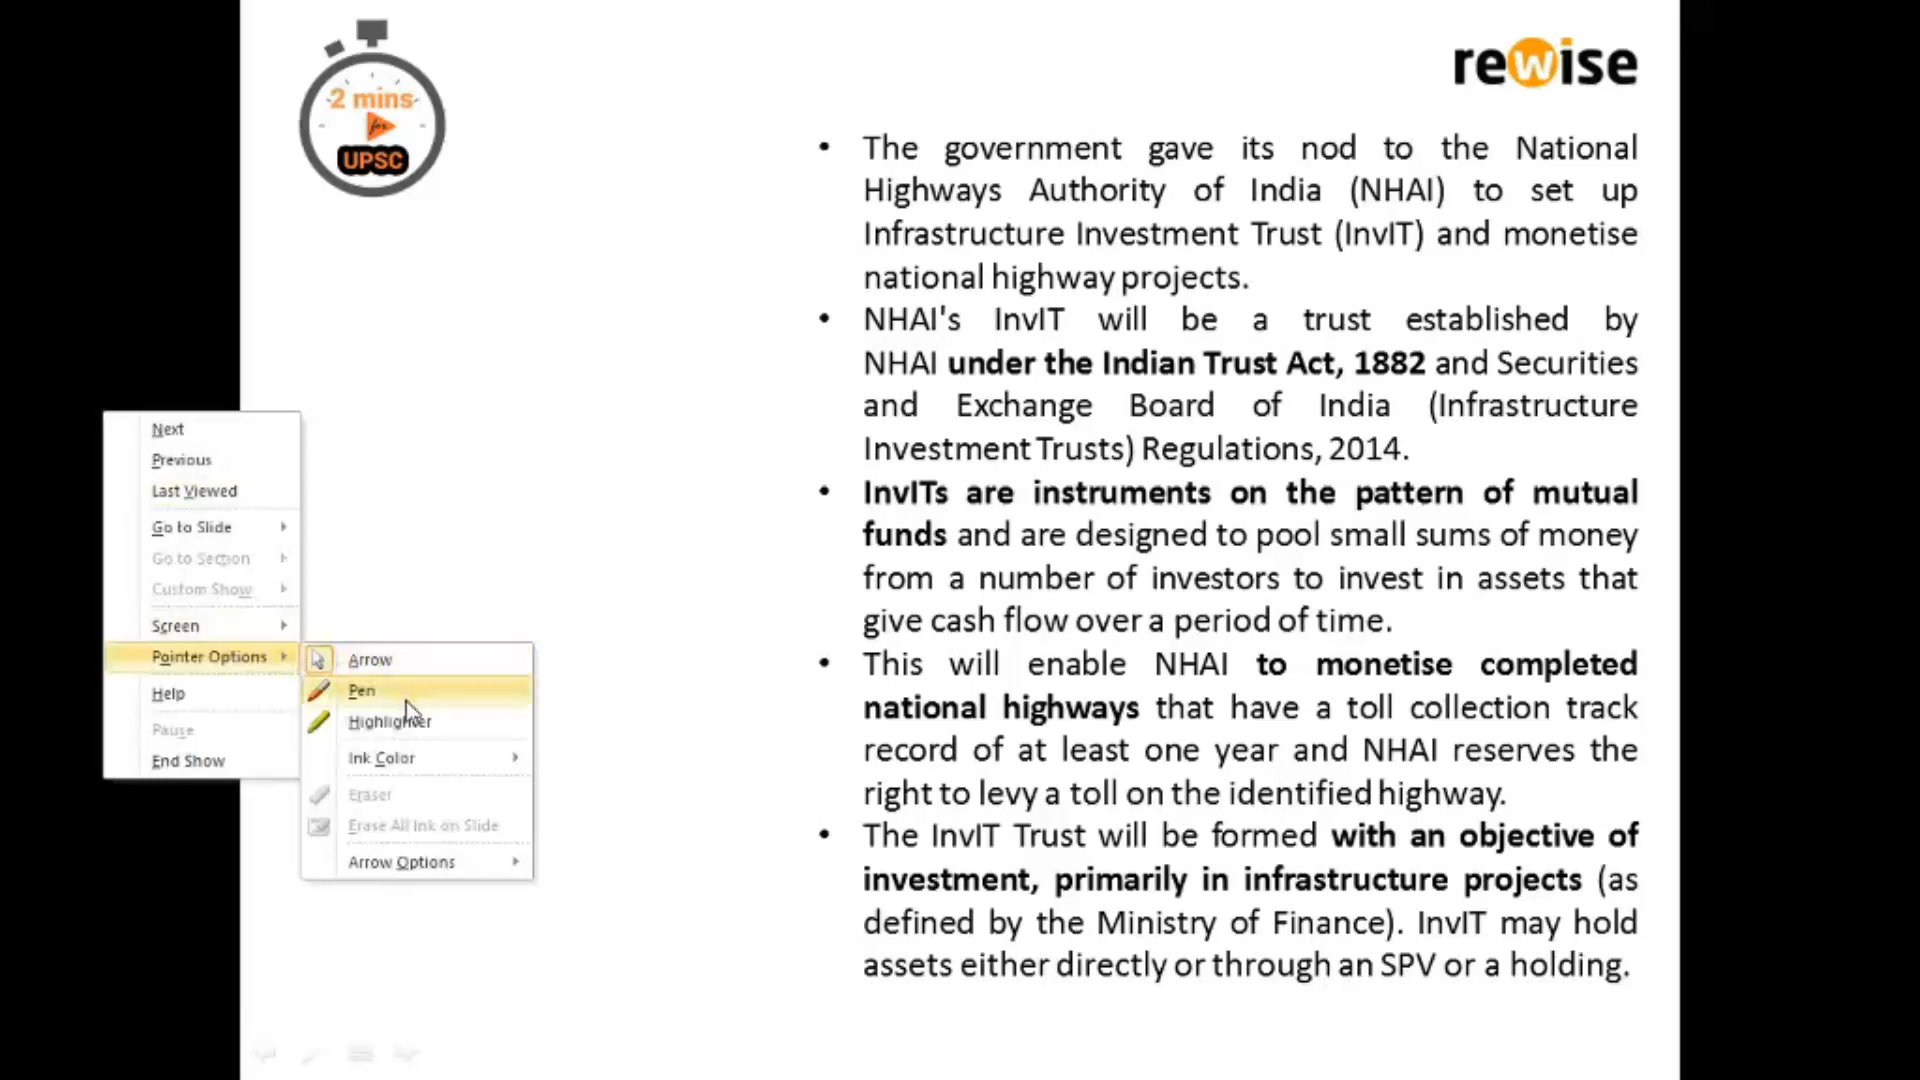 2 mins
for
UPSC
rewise
• The government gave its nod to the National
Highways Authority of India (NHAI) to set up
Infrastructure Investment Trust (InvIT) and monetise
national highway projects.
• NHAI's InvIT will be a trust established by
NHAI under the Indian Trust Act, 1882 and Securities
and Exchange Board of India (Infrastructure
Investment Trusts) Regulations, 2014.
• InvITs are instruments on the pattern of mutual
funds and are designed to pool small sums of money
from a number of investors to invest in assets that
give cash flow over a period of time.
• This will enable NHAI to monetise completed
national highways that have a toll collection track
record of at least one year and NHAI reserves the
right to levy a toll on the identified highway.
• The InvIT Trust will be formed with an objective of
investment, primarily in infrastructure projects (as
defined by the Ministry of Finance). InvIT may hold
assets either directly or through an SPV or a holding.
Next
Previous
Last Viewed
Go to Slide
Go to Section
Custom Show
Screen
Pointer Options
Help
Pause
End Show
Arrow
Pen
Highlighter
Ink Color
Eraser
Erase All Ink on Slide
Arrow Options